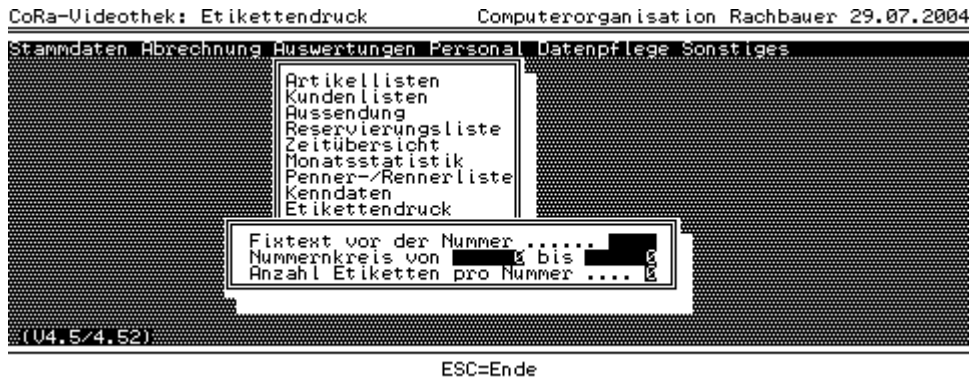 CoRa-Videothek: Etikettendruck Computerorganisation Rachbauer 29.07.2004
Stammdaten Abrechnung Auswertungen Personal Datenpflege Sonstiges
Artikellisten
Kundenlisten
Aussendung
Reservierungsliste
Zeitübersicht
Monatsstatistik
Penner-/Rennerliste
Kenndaten
Etikettendruck
Fixtext vor der Nummer ......
Nummernkreis von 0 bis 0
Anzahl Etiketten pro Nummer .... 0
(V4.5/4.52)
ESC=Ende